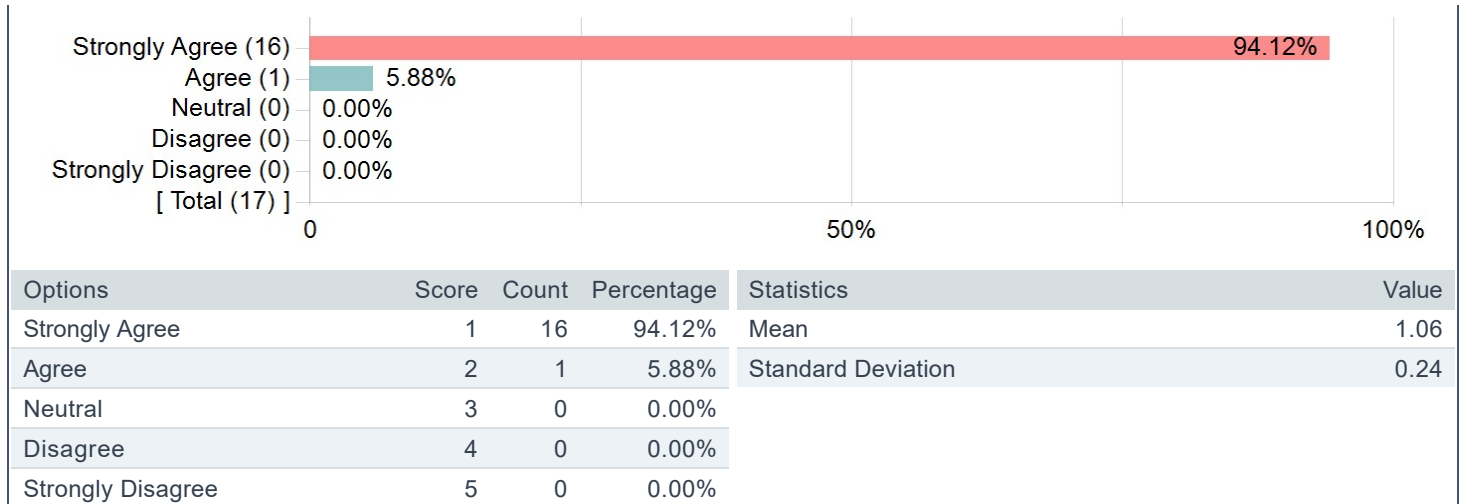 Strongly Agree (16) 94.12%
Agree (1) 5.88%
Neutral (0) 0.00%
Disagree (0) 0.00%
Strongly Disagree (0) 0.00%
[ Total (17) ]
0 50% 100%
Options Score Count Percentage
Strongly Agree 1 16 94.12%
Agree 2 1 5.88%
Neutral 3 0 0.00%
Disagree 4 0 0.00%
Strongly Disagree 5 0 0.00%
Statistics Value
Mean 1.06
Standard Deviation 0.24